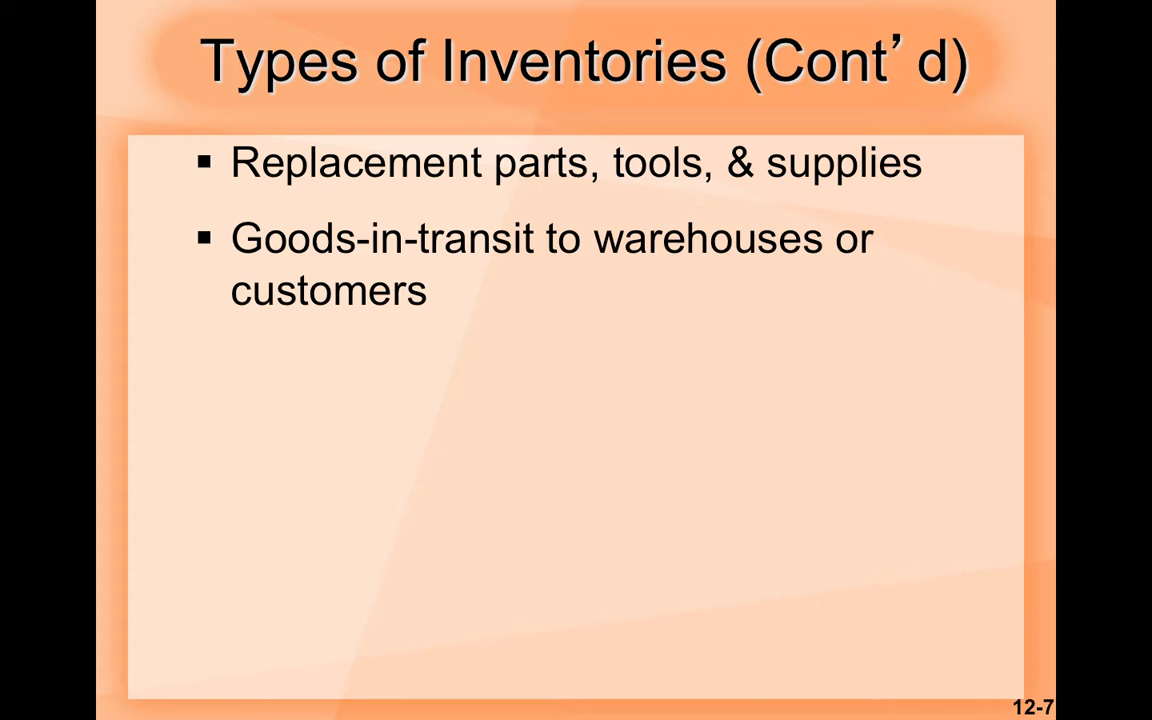 Types of Inventories (Cont’d)
▪ Replacement parts, tools, & supplies
▪ Goods-in-transit to warehouses or
customers
12-7